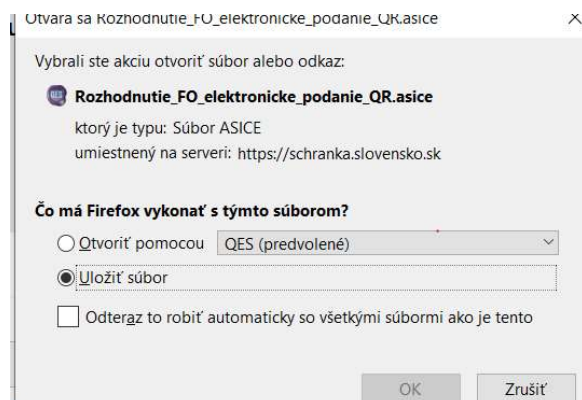 Otvára sa Rozhodnutie_FO_elektronicke_podanie_QR.asice
Vybrali ste akciu otvoriť súbor alebo odkaz:
Rozhodnutie_FO_elektronicke_podanie_QR.asice
ktorý je typu: Súbor ASICE
umiestnený na serveri: https://schranka.slovensko.sk
Čo má Firefox vykonať s týmto súborom?
Otvoriť pomocou QES (predvolené)
Uložiť súbor
Odteraz to robiť automaticky so všetkými súbormi ako je tento
OK Zrušiť